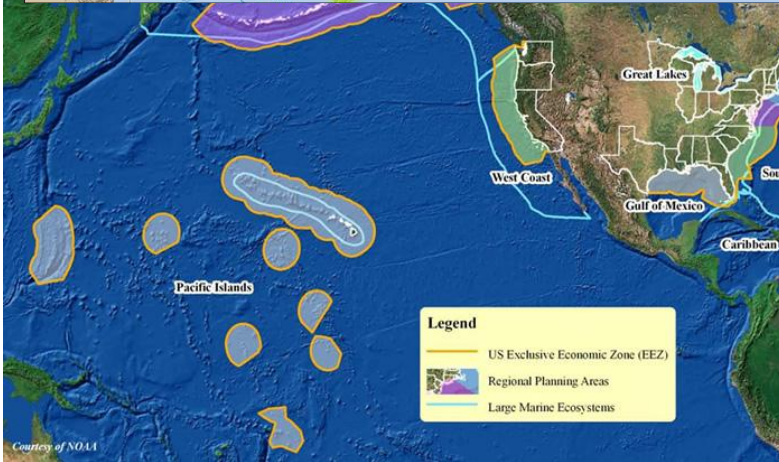 Great Lakes
West Coast
Gulf of Mexico
Sou
Caribbean
Pacific Islands
Legend
US Exclusive Economic Zone (EEZ)
Regional Planning Areas
Large Marine Ecosystems
Courtesy of NOAA